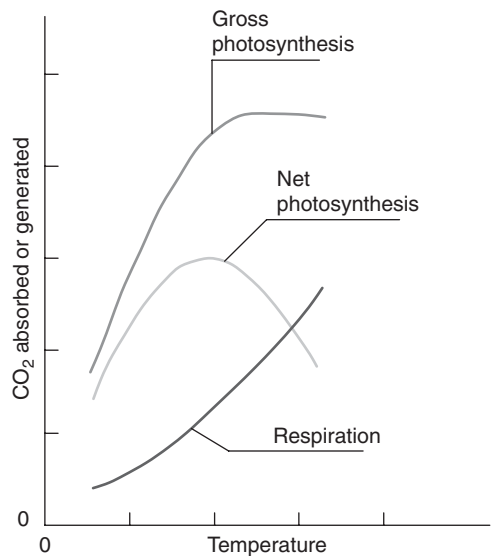 Gross
photosynthesis
Net
photosynthesis
CO₂ absorbed or generated
Respiration
0
0
Temperature